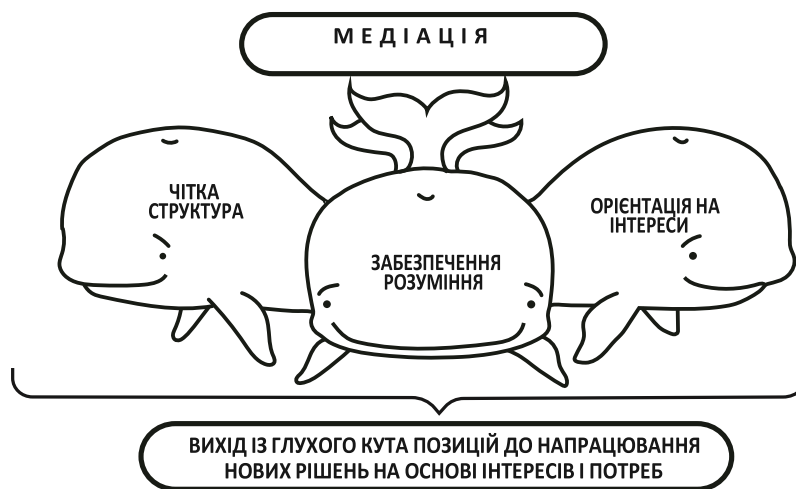 МЕДІАЦІЯ
ЧІТКА
СТРУКТУРА
ЗАБЕЗПЕЧЕННЯ
РОЗУМІННЯ
ОРІЄНТАЦІЯ НА
ІНТЕРЕСИ
ВИХІД ІЗ ГЛУХОГО КУТА ПОЗИЦІЙ ДО НАПРАЦЮВАННЯ
НОВИХ РІШЕНЬ НА ОСНОВІ ІНТЕРЕСІВ І ПОТРЕБ